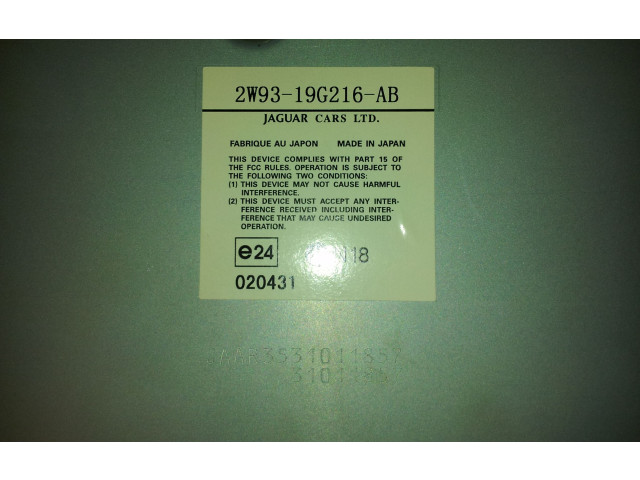 2W93-19G216-AB
JAGUAR CARS LTD.
FABRIQUE AU JAPON MADE IN JAPAN
THIS DEVICE COMPLIES WITH PART 15 OF
THE FCC RULES. OPERATION IS SUBJECT TO
THE FOLLOWING TWO CONDITIONS:
(1) THIS DEVICE MAY NOT CAUSE HARMFUL
INTERFERENCE.
(2) THIS DEVICE MUST ACCEPT ANY INTER-
FERENCE RECEIVED INCLUDING INTER-
FERENCE THAT MAY CAUSE UNDESIRED
OPERATION.
e24
020431